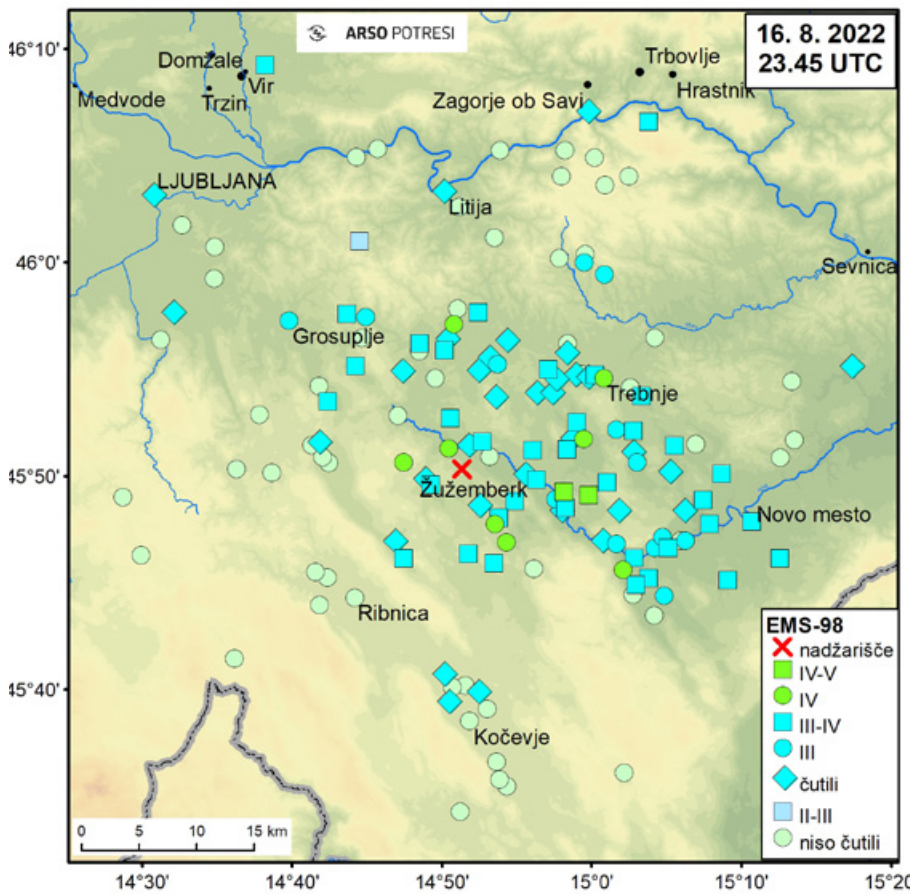 ARSO POTRESI
16. 8. 2022
23.45 UTC
46°10'
46°0'
45°50'
45°40'
Domžale
Vir
Medvode
Trzin
Trbovlje
Zagorje ob Savi
Hrastnik
LJUBLJANA
Litija
Sevnica
Grosuplje
Trebnje
Žužemberk
Novo mesto
Ribnica
Kočevje
EMS-98
nadžarišče
IV-V
IV
III-IV
III
čutili
II-III
niso čutili
0 5 10 15 km
14°30' 14°40' 14°50' 15°0' 15°10' 15°20'